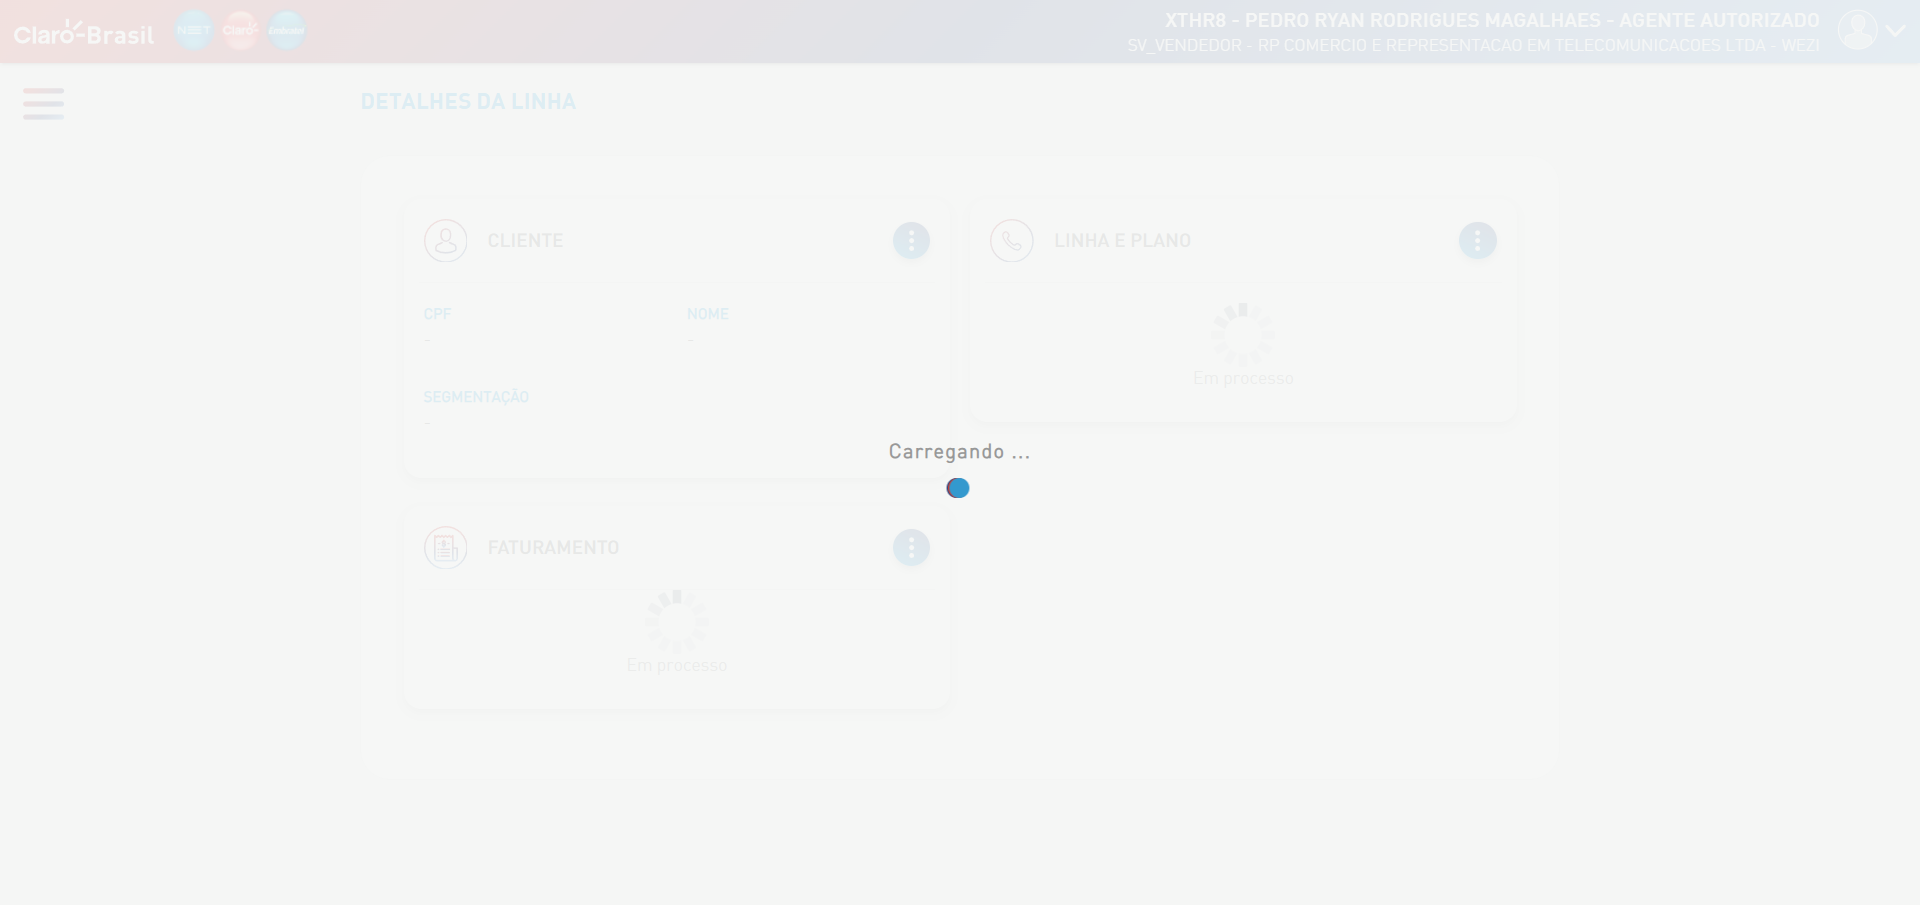 Claro-Brasil
NET Claro Embratel
XTHR8 - PEDRO RYAN RODRIGUES MAGALHAES - AGENTE AUTORIZADO
SV_VENDEDOR - RP COMERCIO E REPRESENTACAO EM TELECOMUNICACOES LTDA - WEZI
DETALHES DA LINHA
CLIENTE
CPF
-
NOME
-
SEGMENTAÇÃO
-
LINHA E PLANO
Em processo
Carregando ...
FATURAMENTO
Em processo